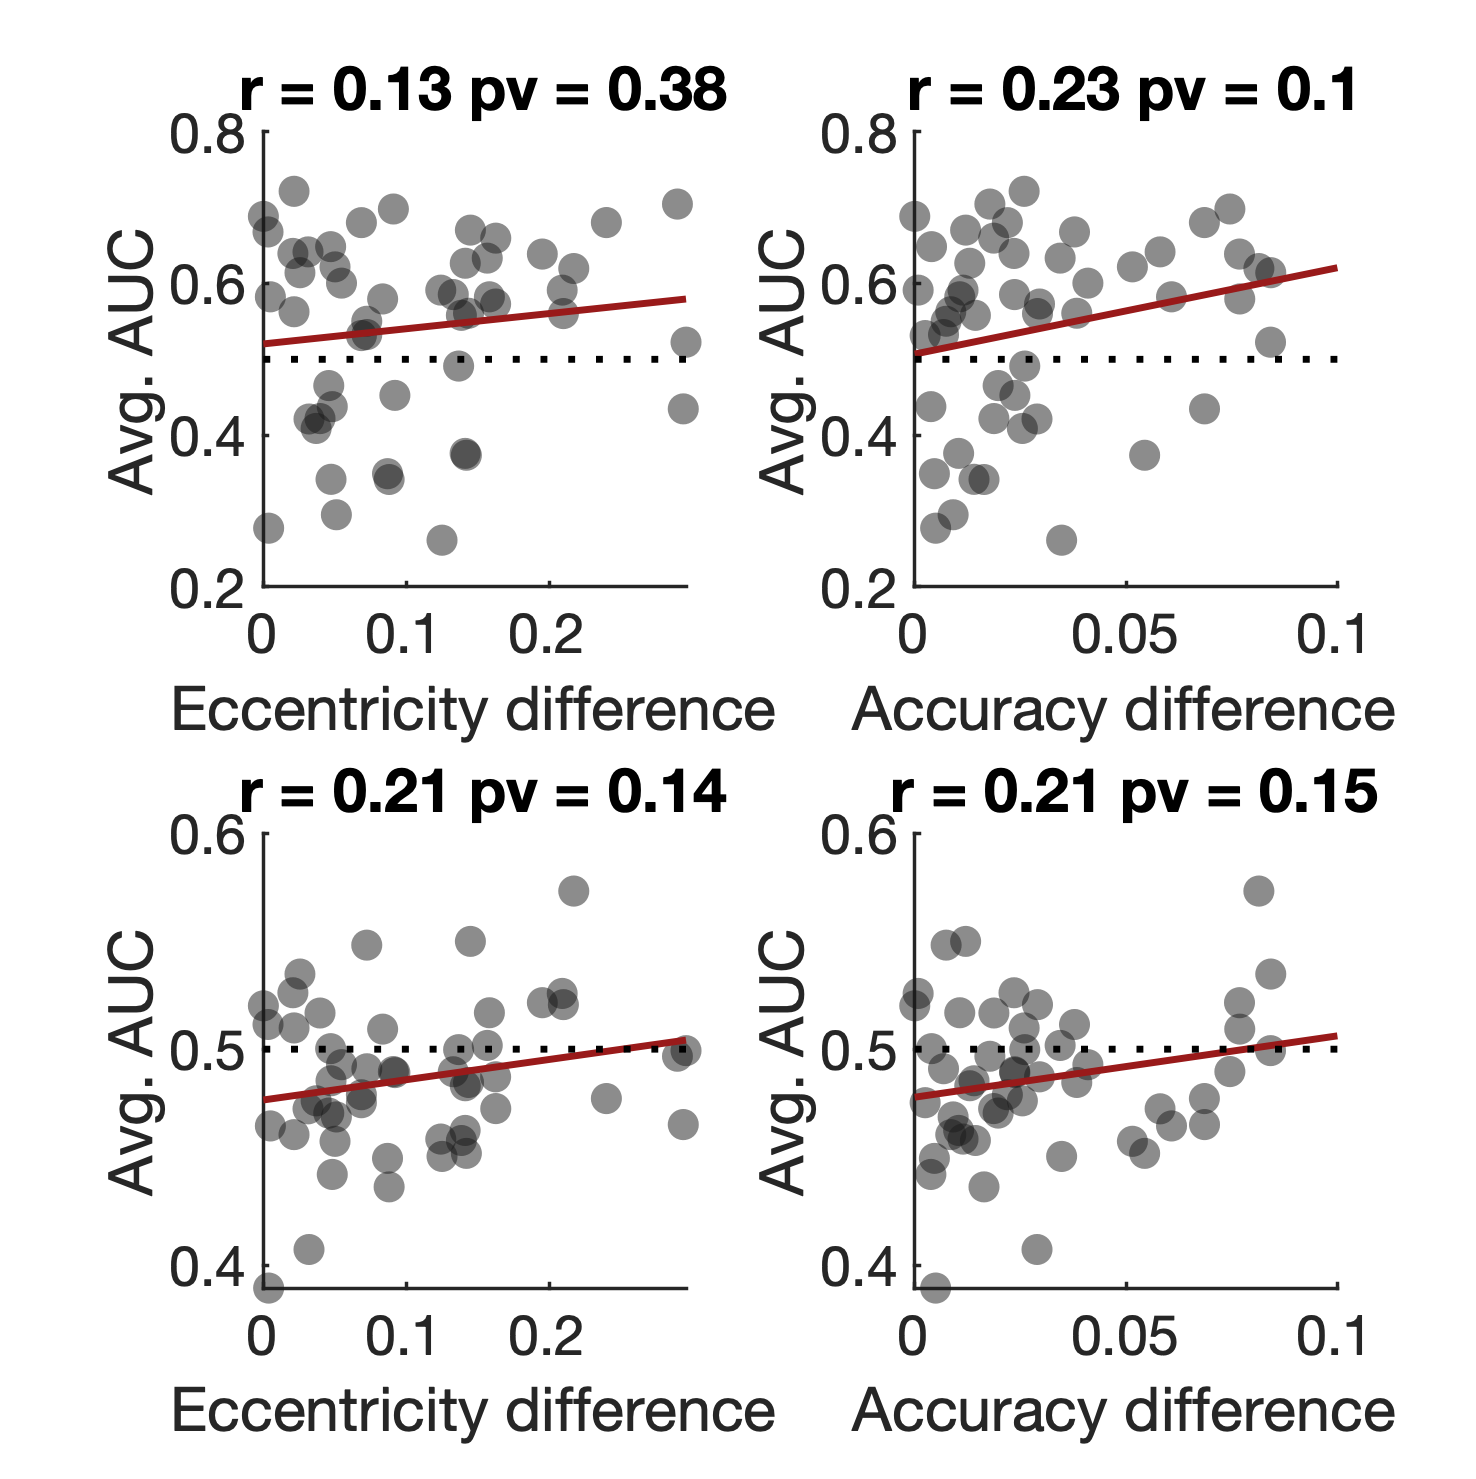 r = 0.13 pv = 0.38
0.8
0.6
0.4
0.2
Avg. AUC
0 0.1 0.2
Eccentricity difference
r = 0.23 pv = 0.1
0.8
0.6
0.4
0.2
Avg. AUC
0 0.05 0.1
Accuracy difference
r = 0.21 pv = 0.14
0.6
0.5
0.4
Avg. AUC
0 0.1 0.2
Eccentricity difference
r = 0.21 pv = 0.15
0.6
0.5
0.4
Avg. AUC
0 0.05 0.1
Accuracy difference